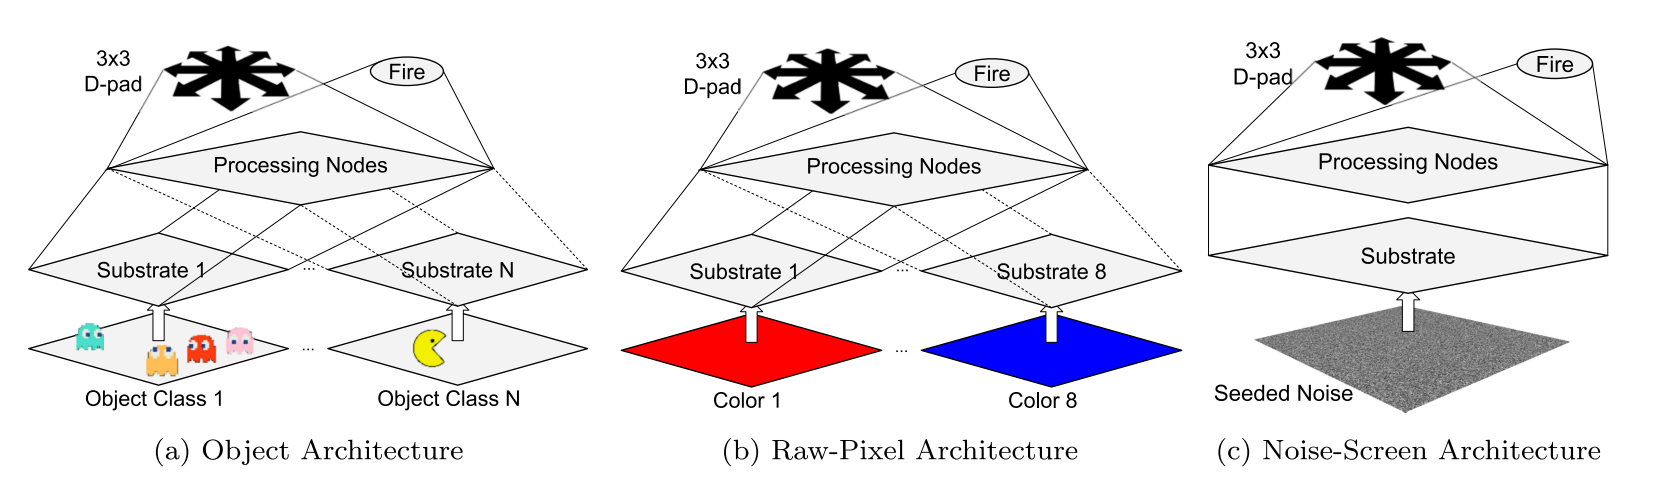 3x3
D-pad
Fire
Processing Nodes
Substrate 1
...
Substrate N
...
Object Class 1
Object Class N
(a) Object Architecture
3x3
D-pad
Fire
Processing Nodes
Substrate 1
...
Substrate 8
...
Color 1
Color 8
(b) Raw-Pixel Architecture
3x3
D-pad
Fire
Processing Nodes
Substrate
Seeded Noise
(c) Noise-Screen Architecture